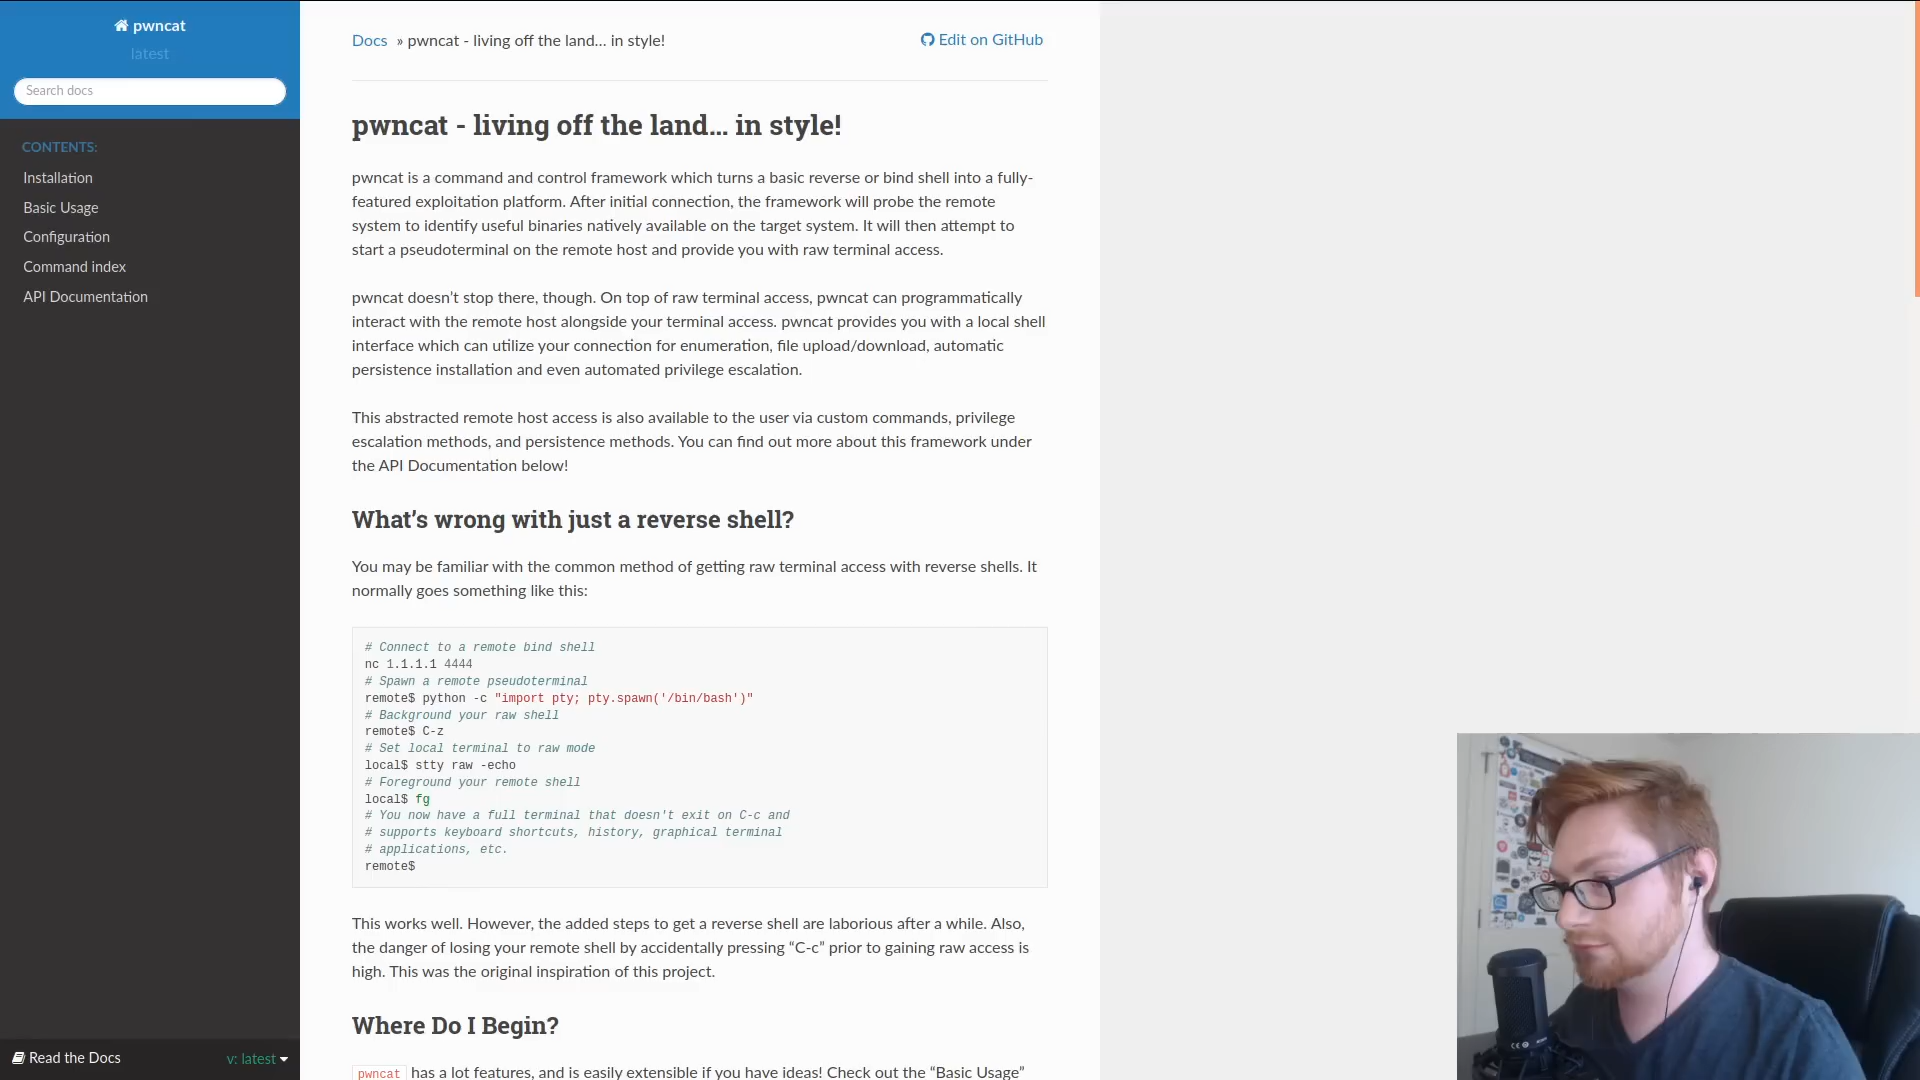 pwncat
latest
Search docs
CONTENTS:
Installation
Basic Usage
Configuration
Command index
API Documentation
Read the Docs
v: latest
Docs » pwncat - living off the land... in style!
Edit on GitHub
pwncat - living off the land... in style!
pwncat is a command and control framework which turns a basic reverse or bind shell into a fully-
featured exploitation platform. After initial connection, the framework will probe the remote
system to identify useful binaries natively available on the target system. It will then attempt to
start a pseudoterminal on the remote host and provide you with raw terminal access.
pwncat doesn’t stop there, though. On top of raw terminal access, pwncat can programmatically
interact with the remote host alongside your terminal access. pwncat provides you with a local shell
interface which can utilize your connection for enumeration, file upload/download, automatic
persistence installation and even automated privilege escalation.
This abstracted remote host access is also available to the user via custom commands, privilege
escalation methods, and persistence methods. You can find out more about this framework under
the API Documentation below!
What’s wrong with just a reverse shell?
You may be familiar with the common method of getting raw terminal access with reverse shells. It
normally goes something like this:
# Connect to a remote bind shell
nc 1.1.1.1 4444
# Spawn a remote pseudoterminal
remote$ python -c "import pty; pty.spawn('/bin/bash')"
# Background your raw shell
remote$ C-z
# Set local terminal to raw mode
local$ stty raw -echo
# Foreground your remote shell
local$ fg
# You now have a full terminal that doesn't exit on C-c and
# supports keyboard shortcuts, history, graphical terminal
# applications, etc.
remote$
This works well. However, the added steps to get a reverse shell are laborious after a while. Also,
the danger of losing your remote shell by accidentally pressing “C-c” prior to gaining raw access is
high. This was the original inspiration of this project.
Where Do I Begin?
pwncat has a lot features, and is easily extensible if you have ideas! Check out the “Basic Usage”